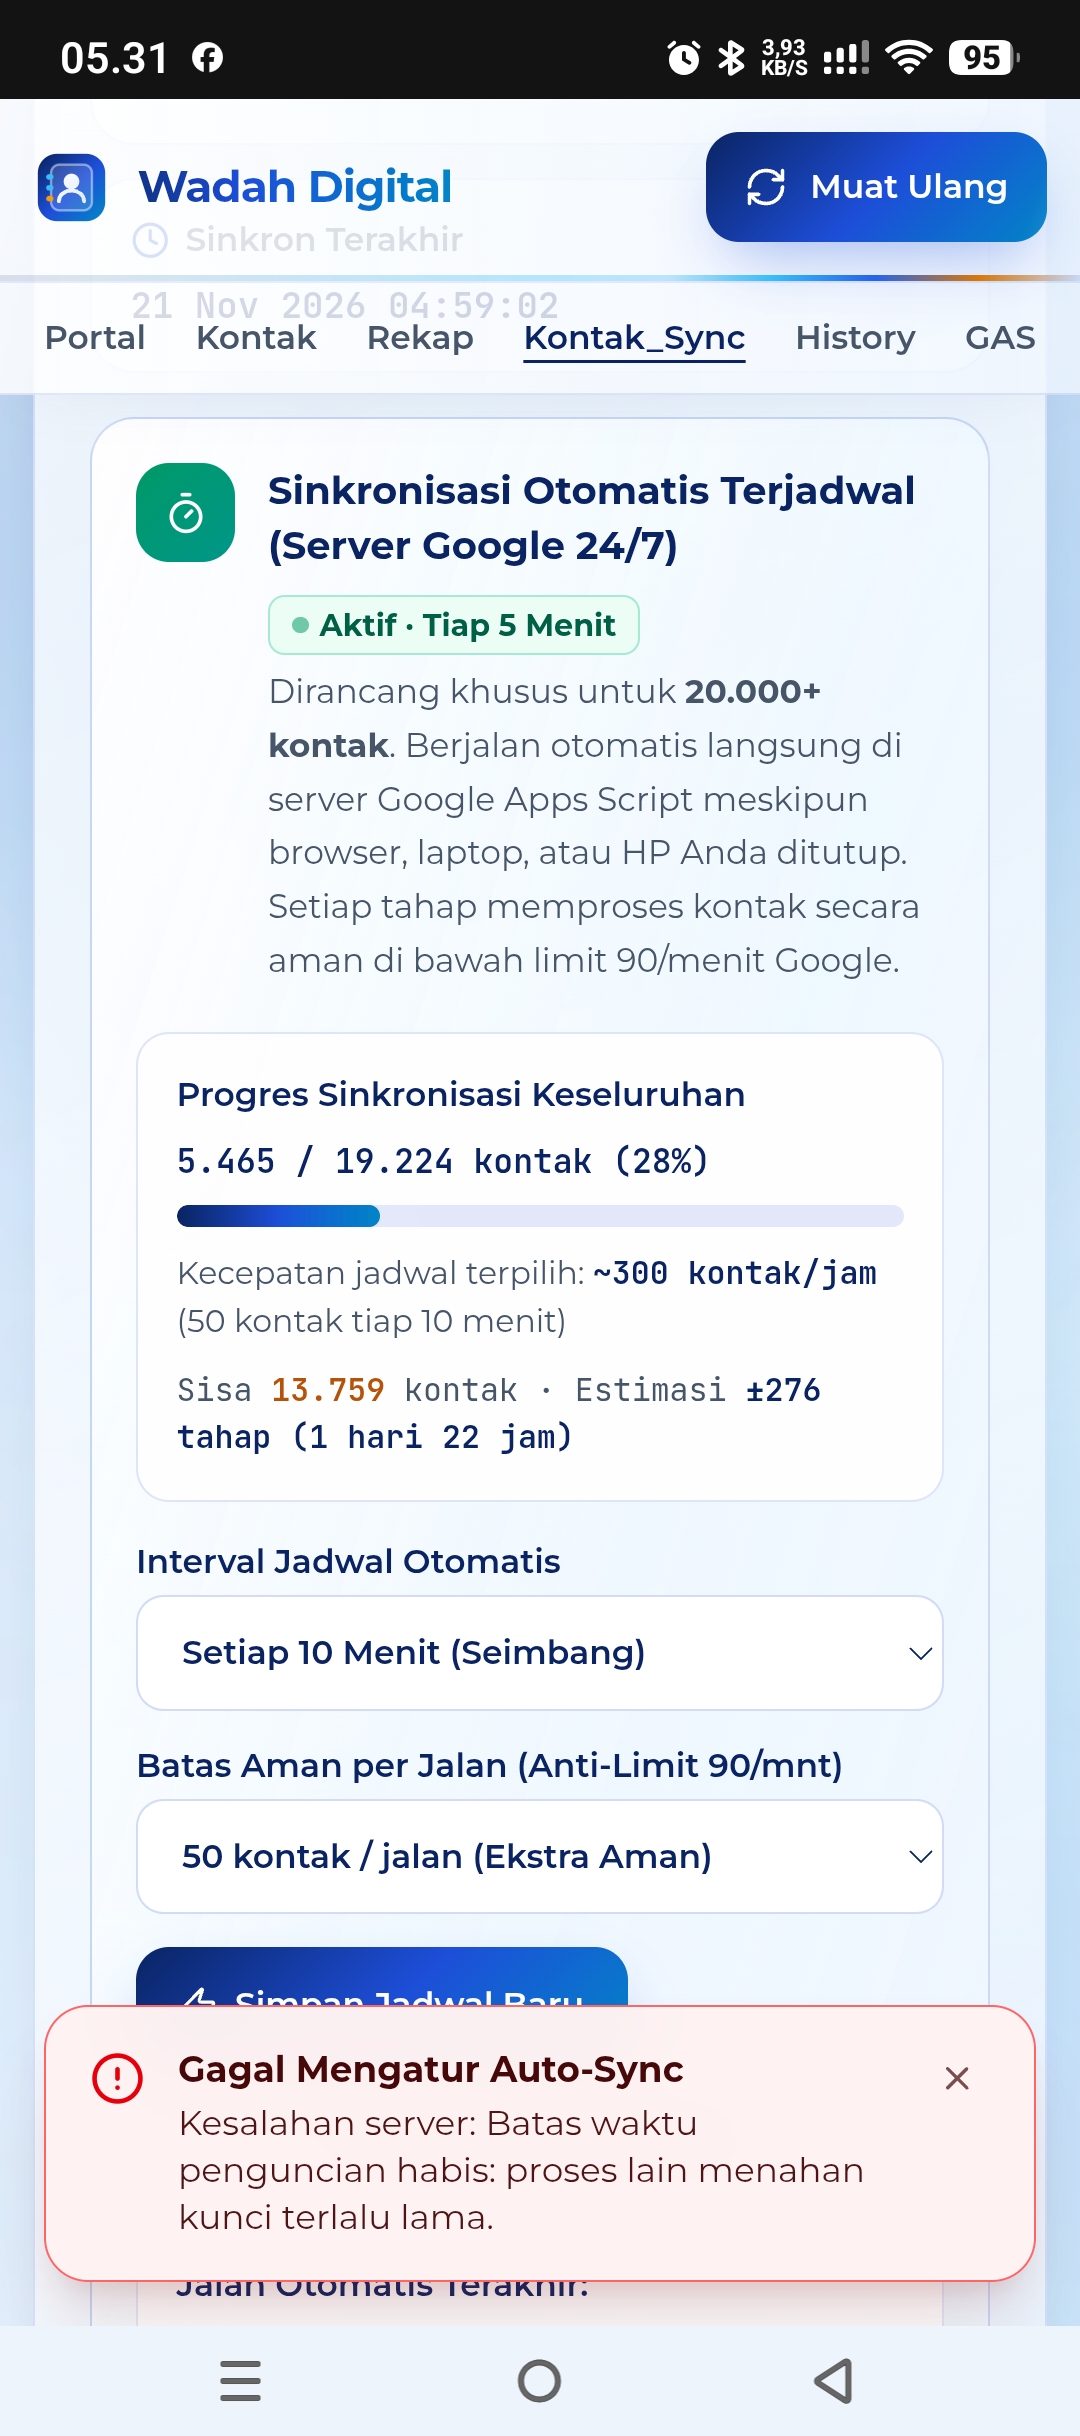 05.31
3,93
KB/S
95
Wadah Digital
Muat Ulang
Sinkron Terakhir
21 Nov 2026 04:59:02
Portal Kontak Rekap Kontak_Sync History GAS
Sinkronisasi Otomatis Terjadwal
(Server Google 24/7)
Aktif · Tiap 5 Menit
Dirancang khusus untuk 20.000+
kontak. Berjalan otomatis langsung di
server Google Apps Script meskipun
browser, laptop, atau HP Anda ditutup.
Setiap tahap memproses kontak secara
aman di bawah limit 90/menit Google.
Progres Sinkronisasi Keseluruhan
5.465 / 19.224 kontak (28%)
Kecepatan jadwal terpilih: ~300 kontak/jam
(50 kontak tiap 10 menit)
Sisa 13.759 kontak · Estimasi ±276
tahap (1 hari 22 jam)
Interval Jadwal Otomatis
Setiap 10 Menit (Seimbang)
Batas Aman per Jalan (Anti-Limit 90/mnt)
50 kontak / jalan (Ekstra Aman)
Simpan Jadwal Baru
Gagal Mengatur Auto-Sync
Kesalahan server: Batas waktu
penguncian habis: proses lain menahan
kunci terlalu lama.
Jalan Otomatis Terakhir: